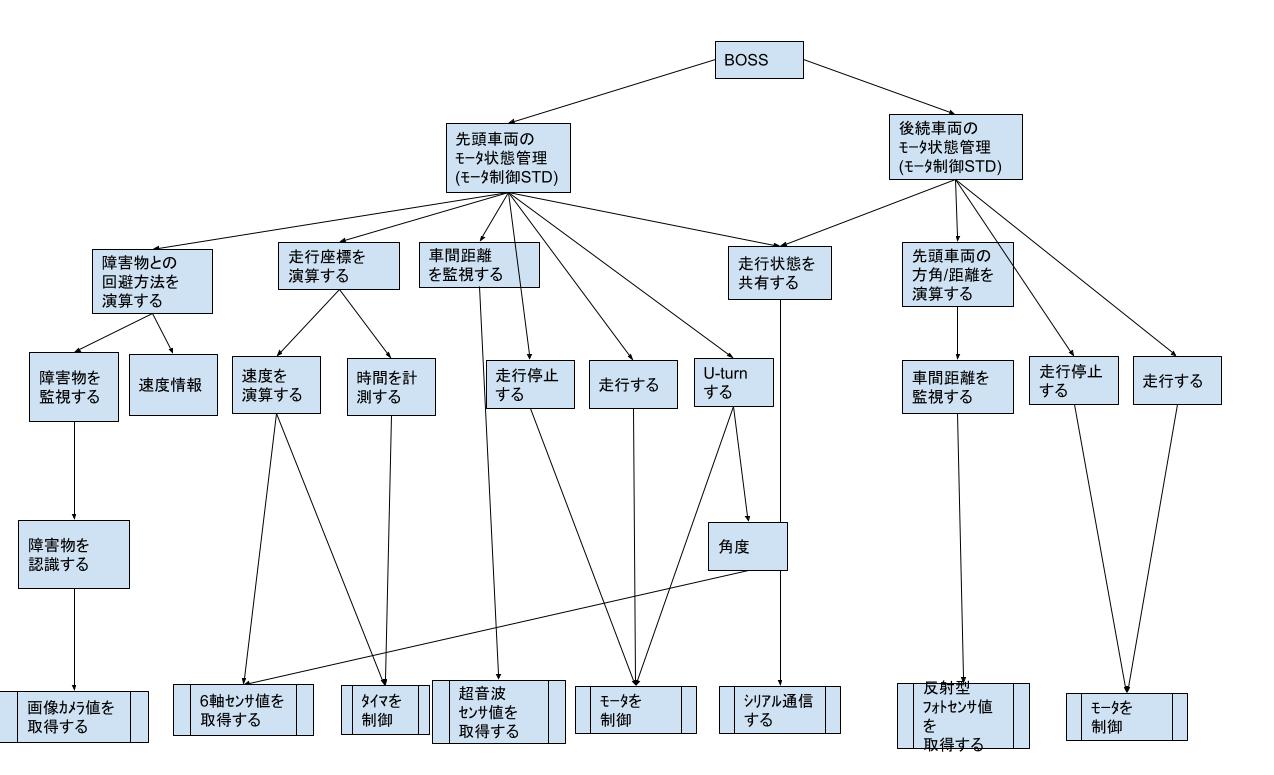 BOSS
先頭車両の
ﾓｰﾀ状態管理
(ﾓｰﾀ制御STD)
後続車両の
ﾓｰﾀ状態管理
(ﾓｰﾀ制御STD)
障害物との
回避方法を
演算する
走行座標を
演算する
車間距離
を監視する
走行状態を
共有する
先頭車両の
方角/距離を
演算する
障害物を
監視する
速度情報
速度を
演算する
時間を計
測する
走行停止
する
走行する
U-turn
する
車間距離を
監視する
走行停止
する
走行する
障害物を
認識する
角度
画像ｶﾒﾗ値を
取得する
6軸ｾﾝｻ値を
取得する
ﾀｲﾏを
制御
超音波
ｾﾝｻ値を
取得する
ﾓｰﾀを
制御
ｼﾘｱﾙ通信
する
反射型
ﾌｫﾄｾﾝｻ値
を
取得する
ﾓｰﾀを
制御